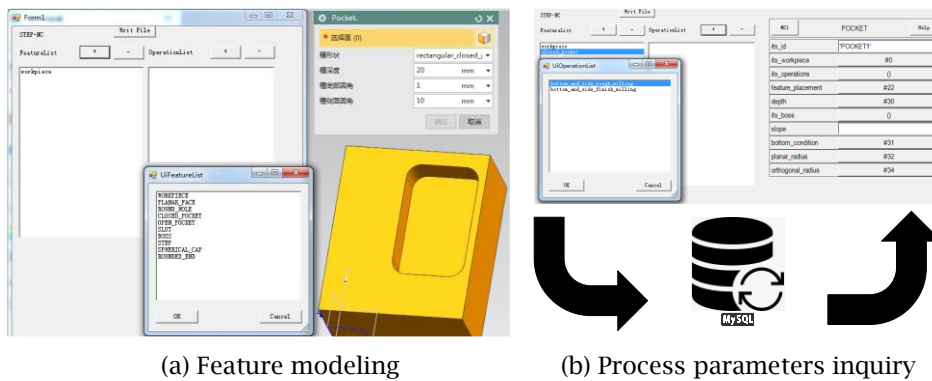 Form1
STEP-NC
Writ File
FeatureList + - OperationList + -
workpiece
UiFeatureList
WORKPIECE
PLANAR_FACE
ROUND_HOLE
CLOSED_POCKET
OPEN_POCKET
SLOT
BOSS
STEP
SPHERICAL_CAP
ROUNDED_END
OK Cancel
Pocket.
* 选择面 (0)
槽形状 rectangular_closed_
槽深度 20 mm
槽底部圆角 1 mm
槽侧面圆角 10 mm
确定 取消
(a) Feature modeling
STEP-NC
Writ File
FeatureList + - OperationList + -
workpiece
closed_pocket
UiOperationList
bottom_and_side_rough_milling
bottom_and_side_finish_milling
OK Cancel
POCKET Help
its_id 'POCKET1'
its_workpiece #0
its_operations ()
feature_placement #22
depth #30
its_boss ()
slope
bottom_condition #31
planar_radius #32
orthogonal_radius #34
MySQL
(b) Process parameters inquiry